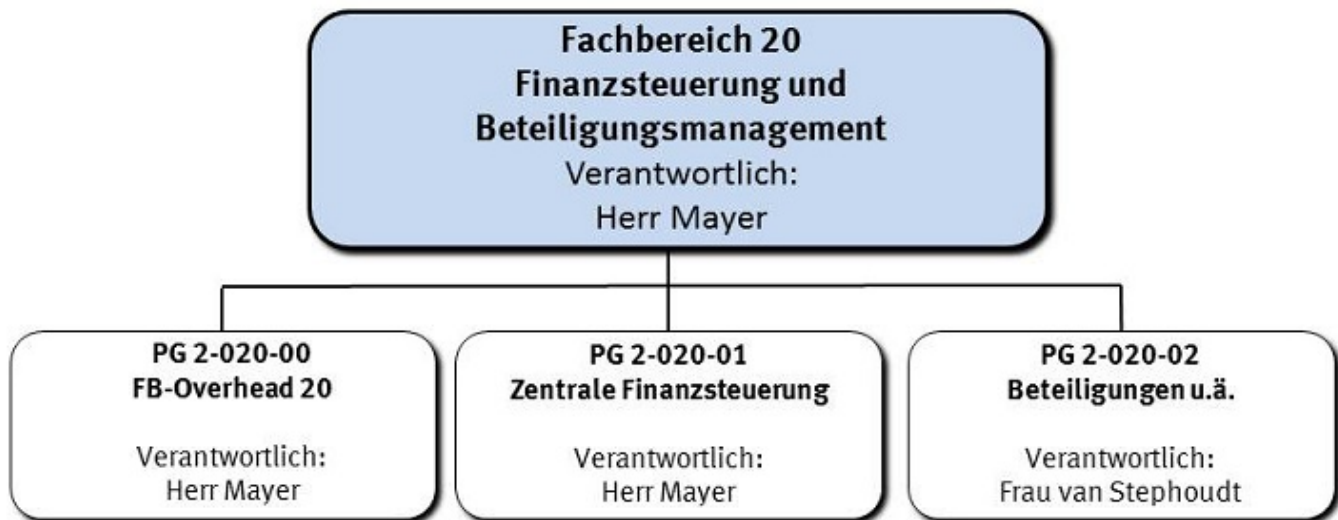 Fachbereich 20
Finanzsteuerung und
Beteiligungsmanagement
Verantwortlich:
Herr Mayer
PG 2-020-00
FB-Overhead 20
Verantwortlich:
Herr Mayer
PG 2-020-01
Zentrale Finanzsteuerung
Verantwortlich:
Herr Mayer
PG 2-020-02
Beteiligungen u.ä.
Verantwortlich:
Frau van Stephoudt